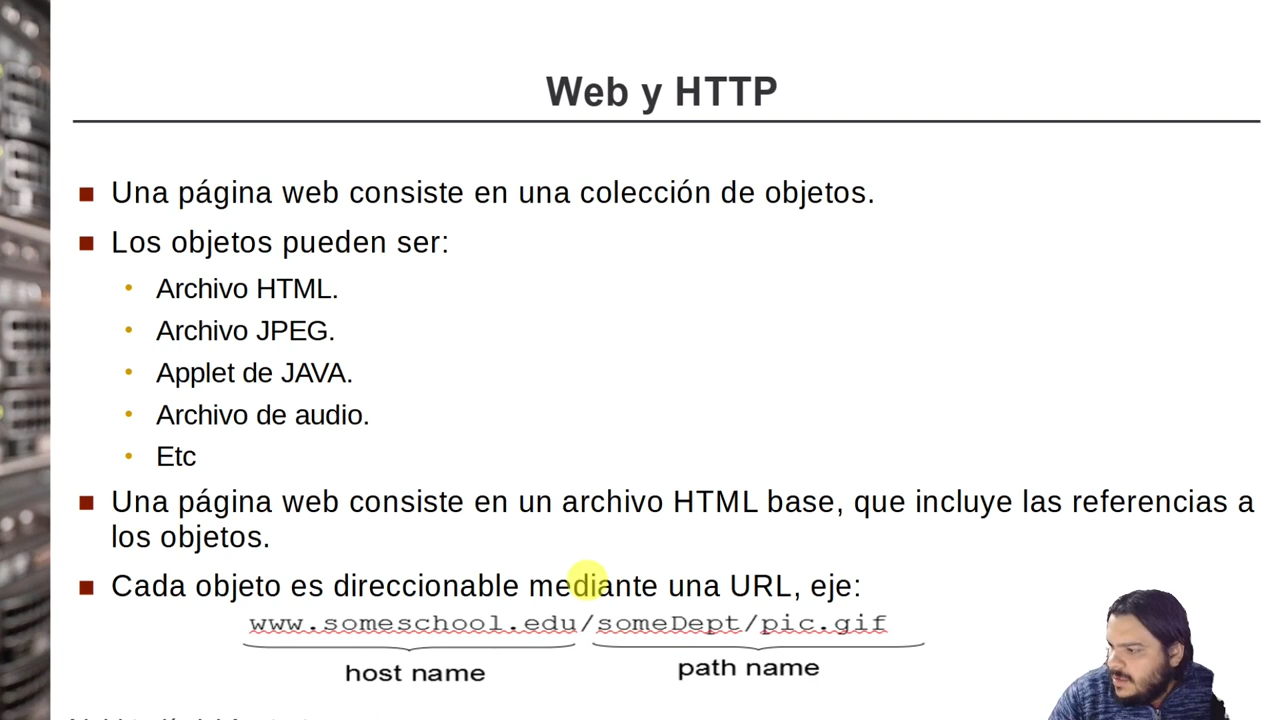 Web y HTTP
Una página web consiste en una colección de objetos.
Los objetos pueden ser:
Archivo HTML.
Archivo JPEG.
Applet de JAVA.
Archivo de audio.
Etc
Una página web consiste en un archivo HTML base, que incluye las referencias a
los objetos.
Cada objeto es direccionable mediante una URL, eje:
www.someschool.edu/someDept/pic.gif
host name path name